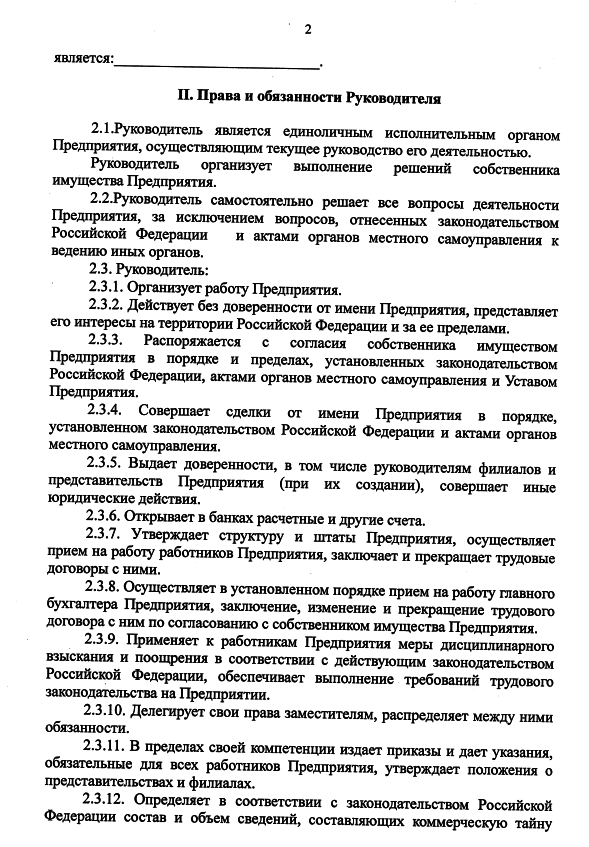 2
является:____________________________.
II. Права и обязанности Руководителя
2.1.Руководитель является единоличным исполнительным органом
Предприятия, осуществляющим текущее руководство его деятельностью.
Руководитель организует выполнение решений собственника
имущества Предприятия.
2.2.Руководитель самостоятельно решает все вопросы деятельности
Предприятия, за исключением вопросов, отнесенных законодательством
Российской Федерации и актами органов местного самоуправления к
ведению иных органов.
2.3. Руководитель:
2.3.1. Организует работу Предприятия.
2.3.2. Действует без доверенности от имени Предприятия, представляет
его интересы на территории Российской Федерации и за ее пределами.
2.3.3. Распоряжается с согласия собственника имуществом
Предприятия в порядке и пределах, установленных законодательством
Российской Федерации, актами органов местного самоуправления и Уставом
Предприятия.
2.3.4. Совершает сделки от имени Предприятия в порядке,
установленном законодательством Российской Федерации и актами органов
местного самоуправления.
2.3.5. Выдает доверенности, в том числе руководителям филиалов и
представительств Предприятия (при их создании), совершает иные
юридические действия.
2.3.6. Открывает в банках расчетные и другие счета.
2.3.7. Утверждает структуру и штаты Предприятия, осуществляет
прием на работу работников Предприятия, заключает и прекращает трудовые
договоры с ними.
2.3.8. Осуществляет в установленном порядке прием на работу главного
бухгалтера Предприятия, заключение, изменение и прекращение трудового
договора с ним по согласованию с собственником имущества Предприятия.
2.3.9. Применяет к работникам Предприятия меры дисциплинарного
взыскания и поощрения в соответствии с действующим законодательством
Российской Федерации, обеспечивает выполнение требований трудового
законодательства на Предприятии.
2.3.10. Делегирует свои права заместителям, распределяет между ними
обязанности.
2.3.11. В пределах своей компетенции издает приказы и дает указания,
обязательные для всех работников Предприятия, утверждает положения о
представительствах и филиалах.
2.3.12. Определяет в соответствии с законодательством Российской
Федерации состав и объем сведений, составляющих коммерческую тайну